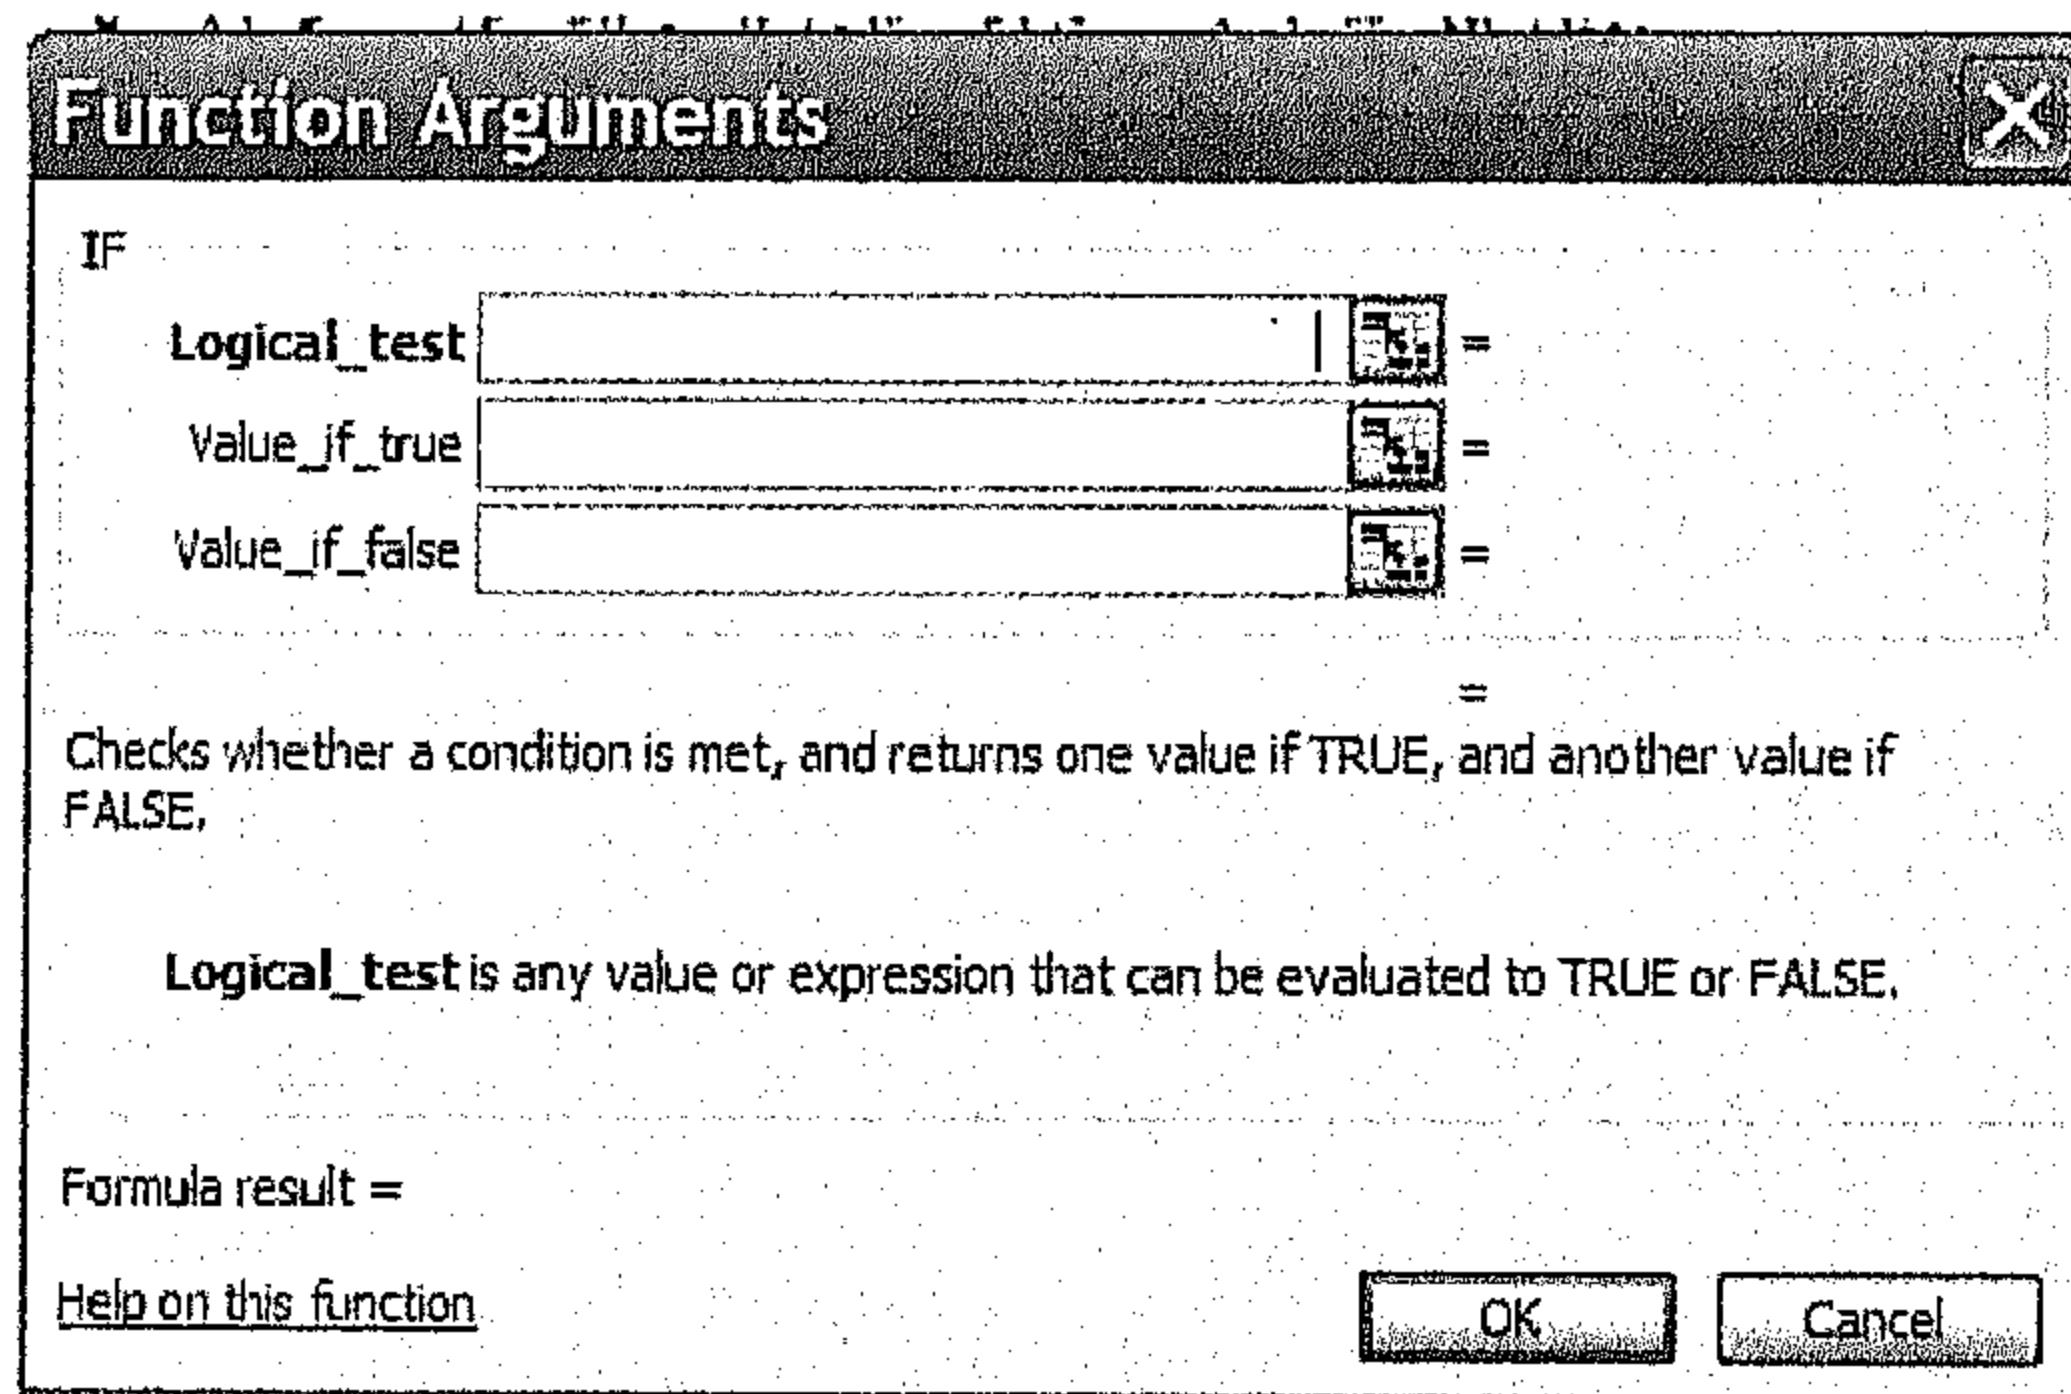 Function Arguments
IF
Logical_test =
Value_if_true =
Value_if_false =
=
Checks whether a condition is met, and returns one value if TRUE, and another value if
FALSE.
Logical_test is any value or expression that can be evaluated to TRUE or FALSE.
Formula result =
Help on this function
OK Cancel